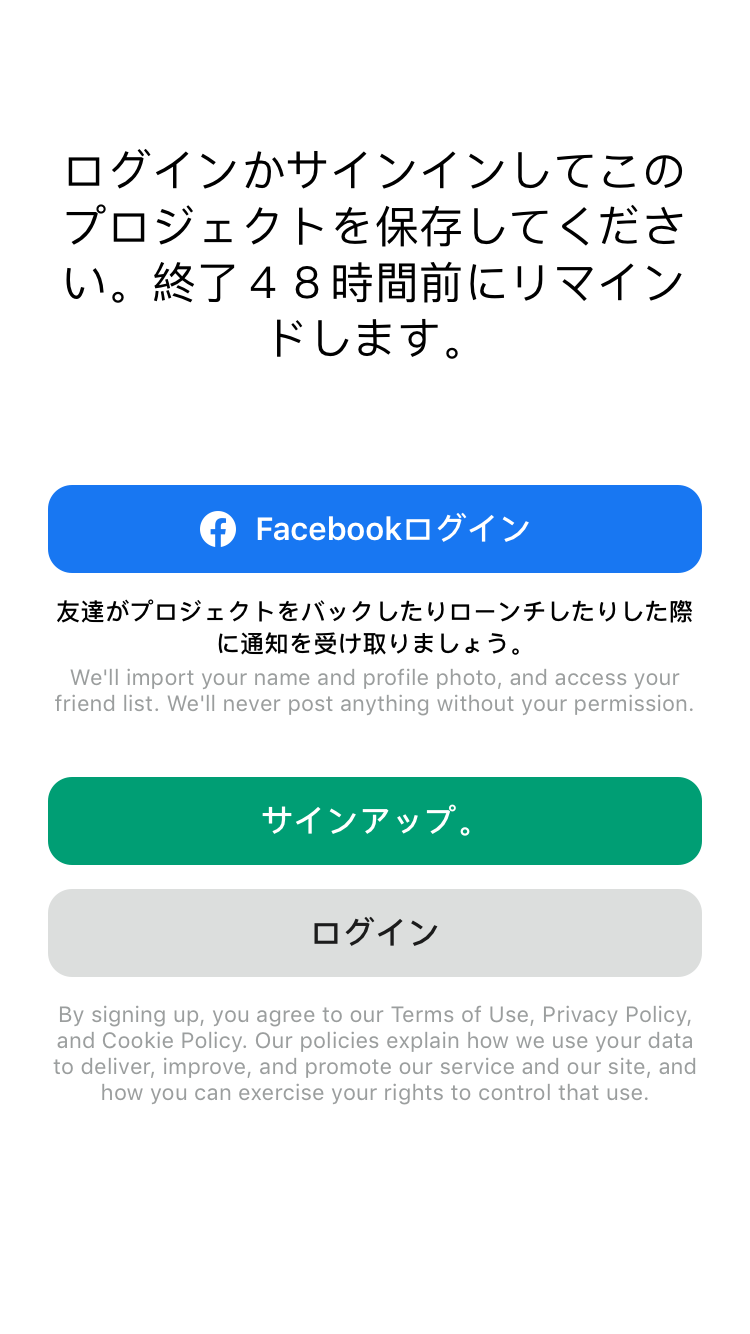 ログインかサインインしてこの
プロジェクトを保存してくださ
い。終了４８時間前にリマイン
ドします。
Facebookログイン
友達がプロジェクトをバックしたりローンチしたりした際
に通知を受け取りましょう。
We'll import your name and profile photo, and access your
friend list. We'll never post anything without your permission.
サインアップ。
ログイン
By signing up, you agree to our Terms of Use, Privacy Policy,
and Cookie Policy. Our policies explain how we use your data
to deliver, improve, and promote our service and our site, and
how you can exercise your rights to control that use.